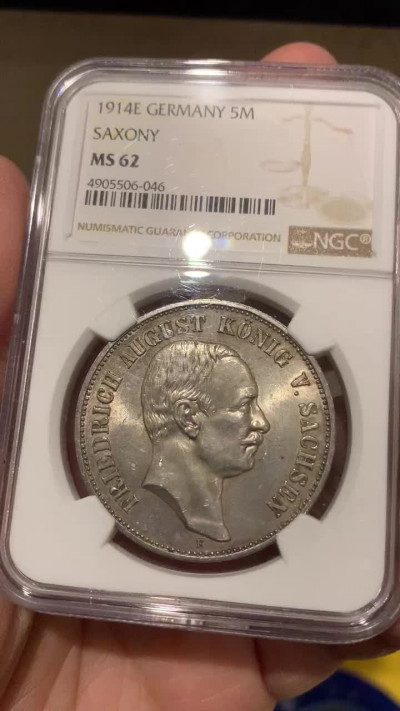 1914E GERMANY 5M
SAXONY
MS 62
4905506-046
NUMISMATIC GUARANTY CORPORATION
NGC®
FRIEDRICH AUGUST KÖNIG V. SACHSEN
E